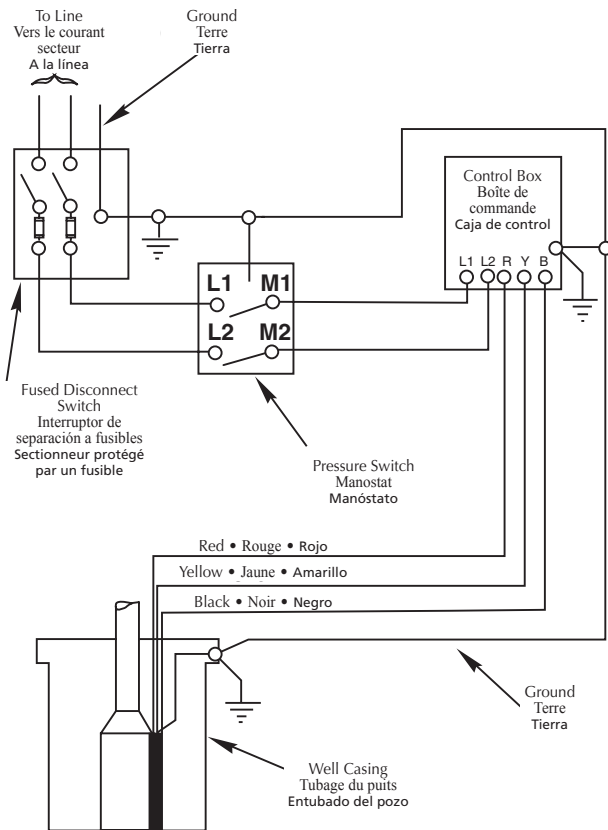 To Line
Vers le courant
secteur
A la línea
Ground
Terre
Tierra
Control Box
Boîte de
commande
Caja de control
L1 L2 R Y B
L1 M1
L2 M2
Fused Disconnect
Switch
Interruptor de
separación a fusibles
Sectionneur protégé
par un fusible
Pressure Switch
Manostat
Manóstato
Red • Rouge • Rojo
Yellow • Jaune • Amarillo
Black • Noir • Negro
Ground
Terre
Tierra
Well Casing
Tubage du puits
Entubado del pozo